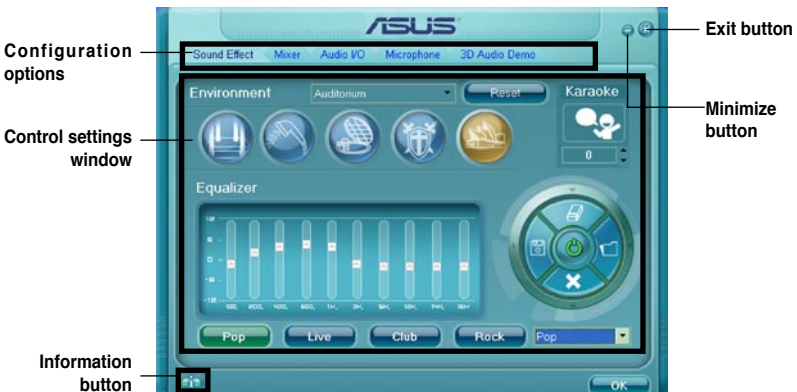 ASUS
Exit button
Configuration options
Sound Effect Mixer Audio I/O Microphone 3D Audio Demo
Environment Auditorium Reset Karaoke
Minimize button
Control settings window
0
Equalizer
Pop Live Club Rock Pop
Information button
i
OK